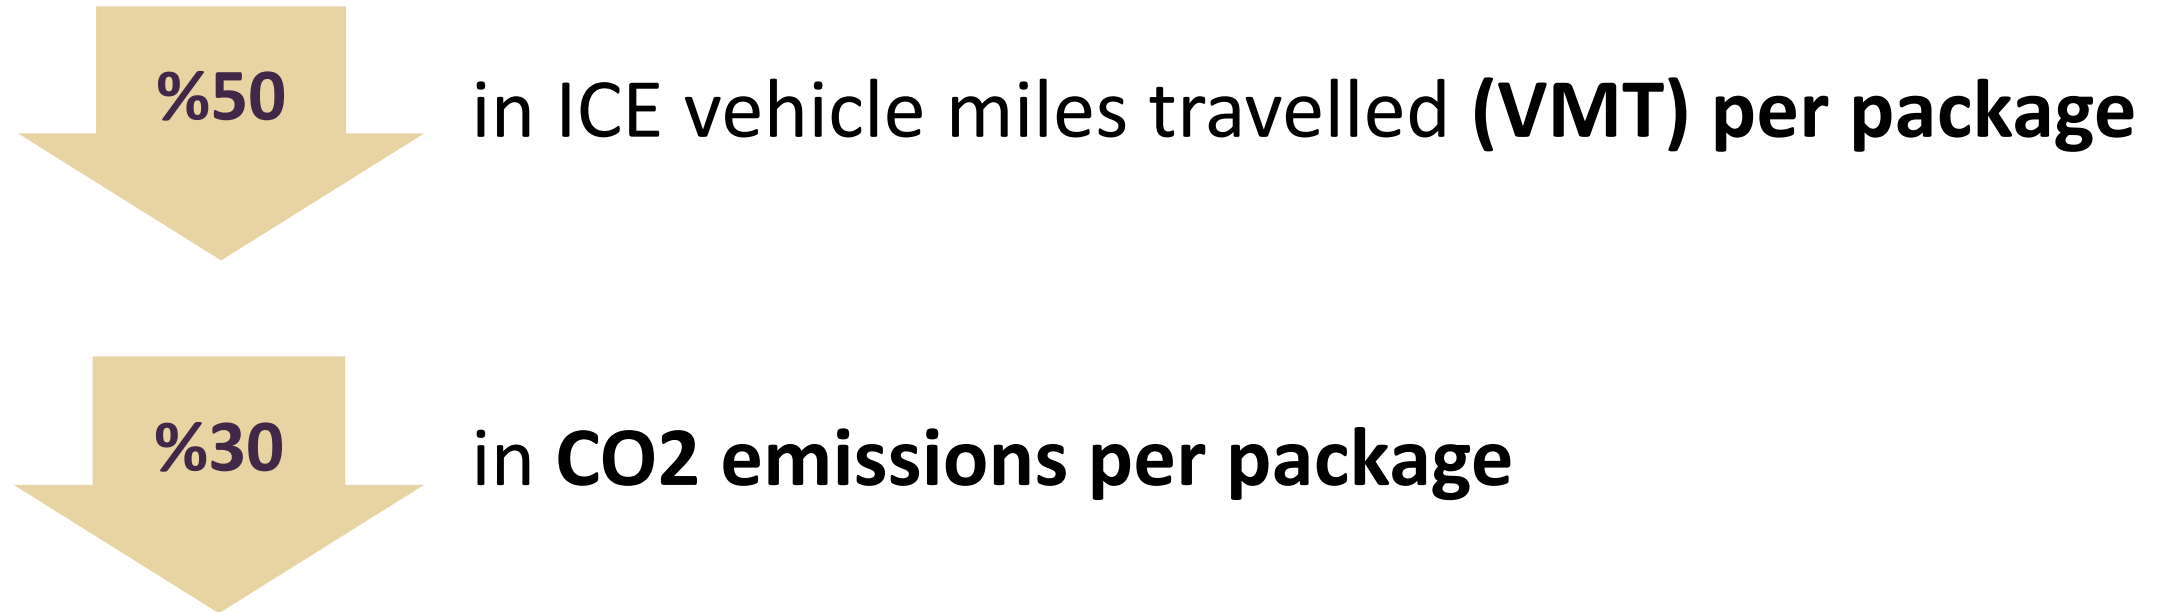 %50
in ICE vehicle miles travelled (VMT) per package
%30
in CO2 emissions per package